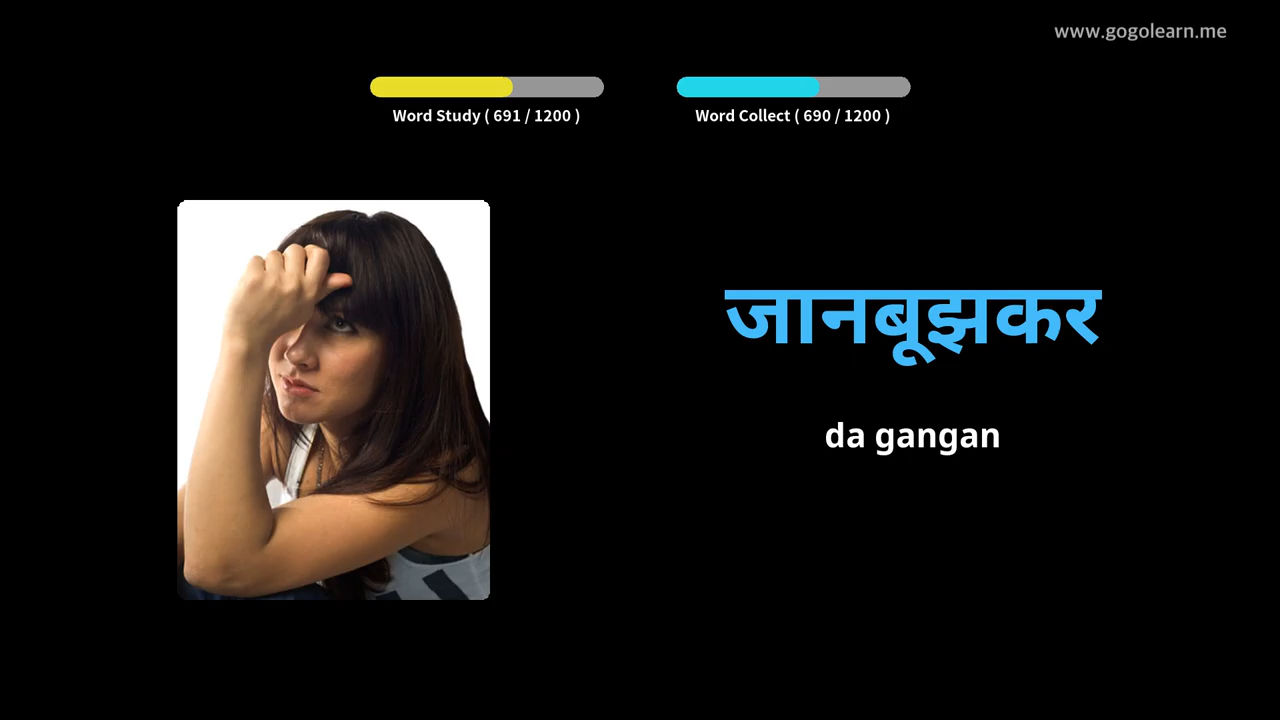 www.gogolearn.me
Word Study ( 691 / 1200 )
Word Collect ( 690 / 1200 )
जानबूझकर
da gangan